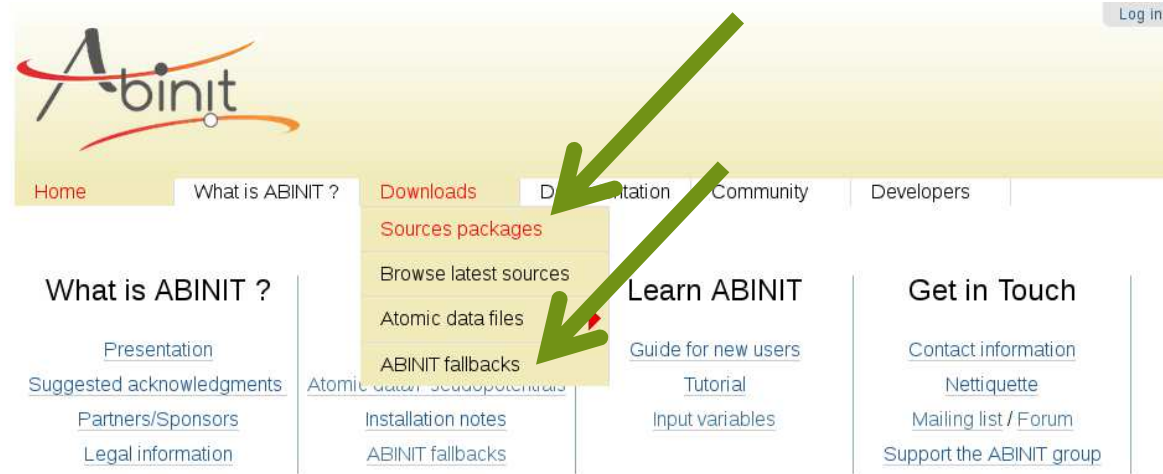 Log in
Abinit
Home What is ABINIT ? Downloads Community Developers
Sources packages
Browse latest sources
Atomic data files
ABINIT fallbacks
What is ABINIT ?
Presentation
Suggested acknowledgments
Partners/Sponsors
Legal information
Installation notes
ABINIT fallbacks
Learn ABINIT
Guide for new users
Tutorial
Input variables
Get in Touch
Contact information
Nettiquette
Mailing list / Forum
Support the ABINIT group